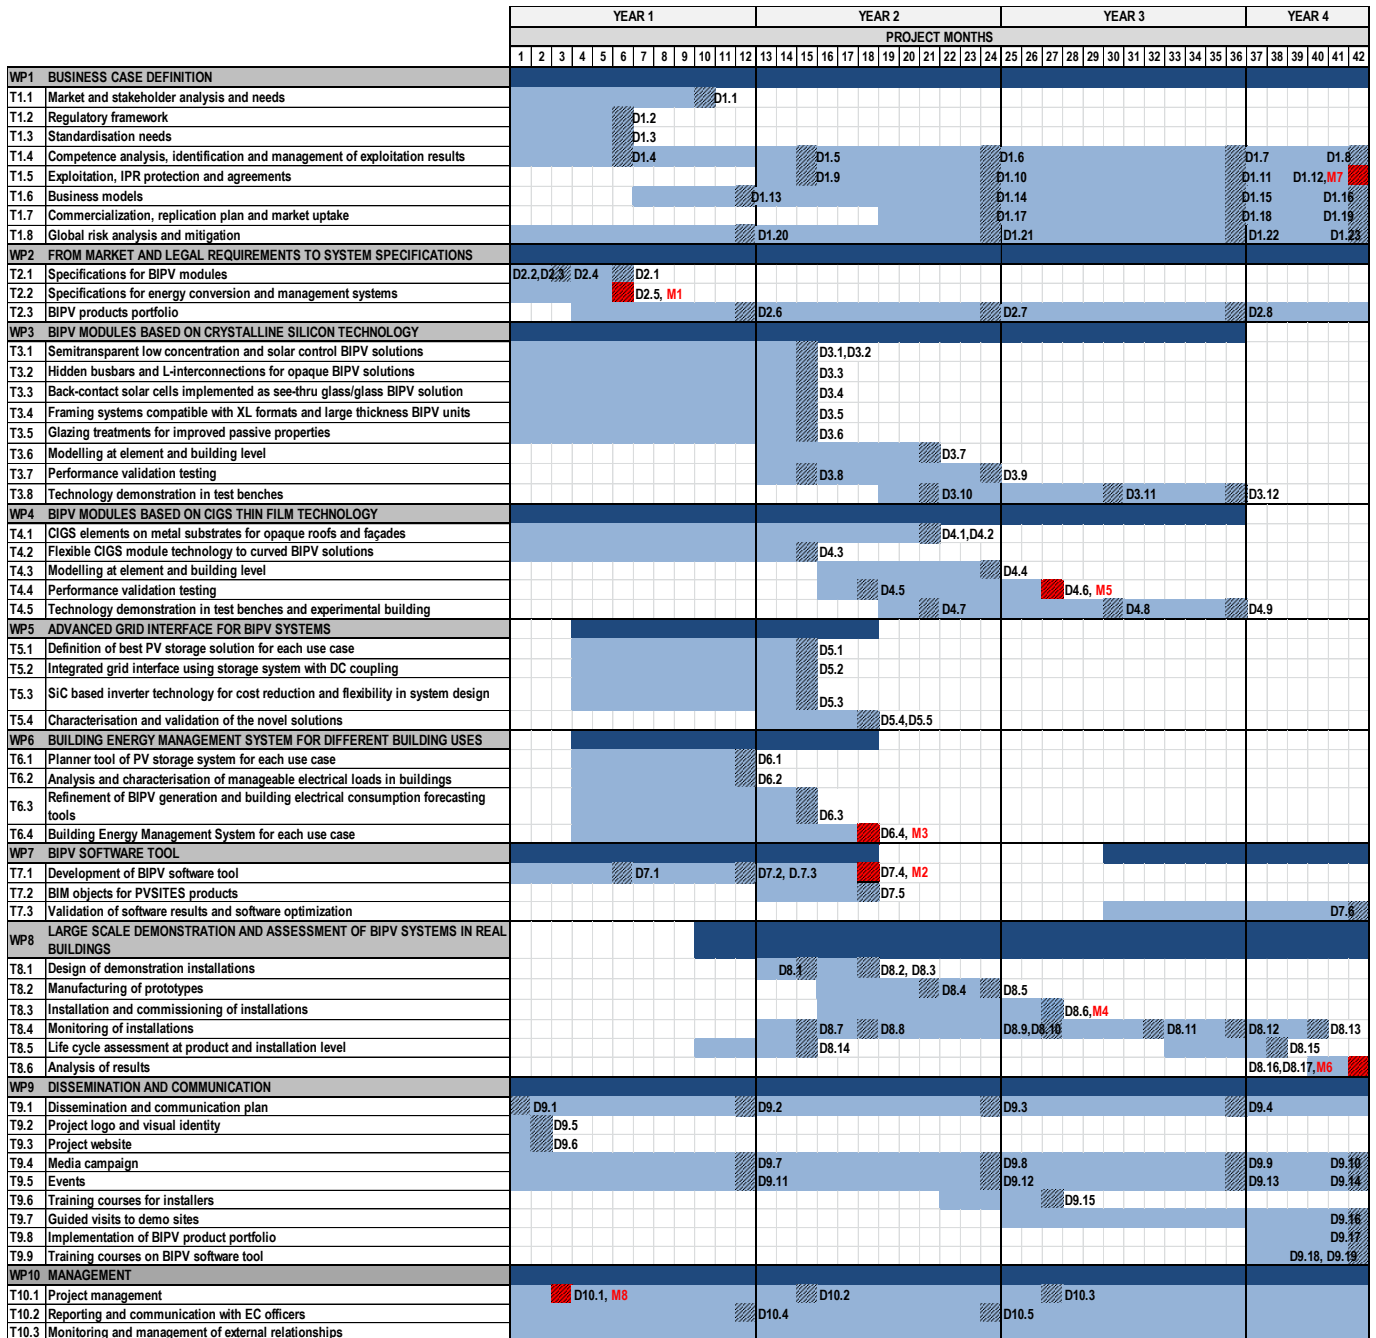 YEAR 1 YEAR 2 YEAR 3 YEAR 4
PROJECT MONTHS
1 2 3 4 5 6 7 8 9 10 11 12 13 14 15 16 17 18 19 20 21 22 23 24 25 26 27 28 29 30 31 32 33 34 35 36 37 38 39 40 41 42
WP1 BUSINESS CASE DEFINITION
T1.1 Market and stakeholder analysis and needs D1.1
T1.2 Regulatory framework D1.2
T1.3 Standardisation needs D1.3
T1.4 Competence analysis, identification and management of exploitation results D1.4 D1.5 D1.6 D1.7 D1.8
T1.5 Exploitation, IPR protection and agreements D1.9 D1.10 D1.11 D1.12,M7
T1.6 Business models D1.13 D1.14 D1.15 D1.16
T1.7 Commercialization, replication plan and market uptake D1.17 D1.18 D1.19
T1.8 Global risk analysis and mitigation D1.20 D1.21 D1.22 D1.23
WP2 FROM MARKET AND LEGAL REQUIREMENTS TO SYSTEM SPECIFICATIONS
T2.1 Specifications for BIPV modules D2.2,D2.3 D2.4 D2.1
T2.2 Specifications for energy conversion and management systems D2.5, M1
T2.3 BIPV products portfolio D2.6 D2.7 D2.8
WP3 BIPV MODULES BASED ON CRYSTALLINE SILICON TECHNOLOGY
T3.1 Semitransparent low concentration and solar control BIPV solutions D3.1,D3.2
T3.2 Hidden busbars and L-interconnections for opaque BIPV solutions D3.3
T3.3 Back-contact solar cells implemented as see-thru glass/glass BIPV solution D3.4
T3.4 Framing systems compatible with XL formats and large thickness BIPV units D3.5
T3.5 Glazing treatments for improved passive properties D3.6
T3.6 Modelling at element and building level D3.7
T3.7 Performance validation testing D3.8 D3.9
T3.8 Technology demonstration in test benches D3.10 D3.11 D3.12
WP4 BIPV MODULES BASED ON CIGS THIN FILM TECHNOLOGY
T4.1 CIGS elements on metal substrates for opaque roofs and façades D4.1,D4.2
T4.2 Flexible CIGS module technology to curved BIPV solutions D4.3
T4.3 Modelling at element and building level D4.4
T4.4 Performance validation testing D4.5 D4.6, M5
T4.5 Technology demonstration in test benches and experimental building D4.7 D4.8 D4.9
WP5 ADVANCED GRID INTERFACE FOR BIPV SYSTEMS
T5.1 Definition of best PV storage solution for each use case D5.1
T5.2 Integrated grid interface using storage system with DC coupling D5.2
T5.3 SiC based inverter technology for cost reduction and flexibility in system design D5.3
T5.4 Characterisation and validation of the novel solutions D5.4,D5.5
WP6 BUILDING ENERGY MANAGEMENT SYSTEM FOR DIFFERENT BUILDING USES
T6.1 Planner tool of PV storage system for each use case D6.1
T6.2 Analysis and characterisation of manageable electrical loads in buildings D6.2
T6.3 Refinement of BIPV generation and building electrical consumption forecasting
tools D6.3
T6.4 Building Energy Management System for each use case D6.4, M3
WP7 BIPV SOFTWARE TOOL
T7.1 Development of BIPV software tool D7.1 D7.2, D.7.3 D7.4, M2
T7.2 BIM objects for PVSITES products D7.5
T7.3 Validation of software results and software optimization D7.6
WP8 LARGE SCALE DEMONSTRATION AND ASSESSMENT OF BIPV SYSTEMS IN REAL
BUILDINGS
T8.1 Design of demonstration installations D8.1 D8.2, D8.3
T8.2 Manufacturing of prototypes D8.4 D8.5
T8.3 Installation and commissioning of installations D8.6,M4
T8.4 Monitoring of installations D8.7 D8.8 D8.9,D8.10 D8.11 D8.12 D8.13
T8.5 Life cycle assessment at product and installation level D8.14 D8.15
T8.6 Analysis of results D8.16,D8.17,M6
WP9 DISSEMINATION AND COMMUNICATION
T9.1 Dissemination and communication plan D9.1 D9.2 D9.3 D9.4
T9.2 Project logo and visual identity D9.5
T9.3 Project website D9.6
T9.4 Media campaign D9.7 D9.8 D9.9 D9.10
T9.5 Events D9.11 D9.12 D9.13 D9.14
T9.6 Training courses for installers D9.15
T9.7 Guided visits to demo sites D9.16
T9.8 Implementation of BIPV product portfolio D9.17
T9.9 Training courses on BIPV software tool D9.18, D9.19
WP10 MANAGEMENT
T10.1 Project management D10.1, M8 D10.2 D10.3
T10.2 Reporting and communication with EC officers D10.4 D10.5
T10.3 Monitoring and management of external relationships